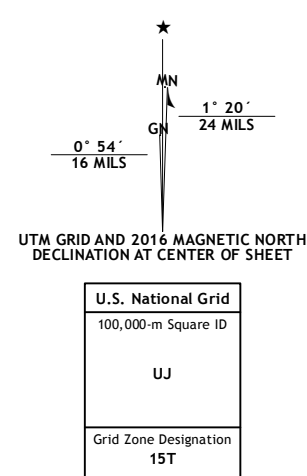 ★
MN
1° 20´
24 MILS
GN
0° 54´
16 MILS
UTM GRID AND 2016 MAGNETIC NORTH
DECLINATION AT CENTER OF SHEET
U.S. National Grid
100,000-m Square ID
UJ
Grid Zone Designation
15T